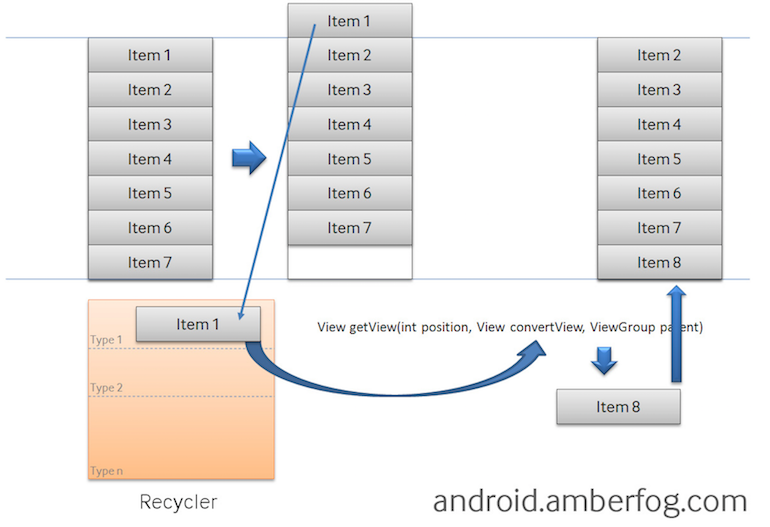 Item 1
Item 2
Item 3
Item 4
Item 5
Item 6
Item 7
Item 1
Item 2
Item 3
Item 4
Item 5
Item 6
Item 7
Item 2
Item 3
Item 4
Item 5
Item 6
Item 7
Item 8
Item 1
Type 1
Type 2
Type n
Recycler
View getView(int position, View convertView, ViewGroup parent)
Item 8
android.amberfog.com